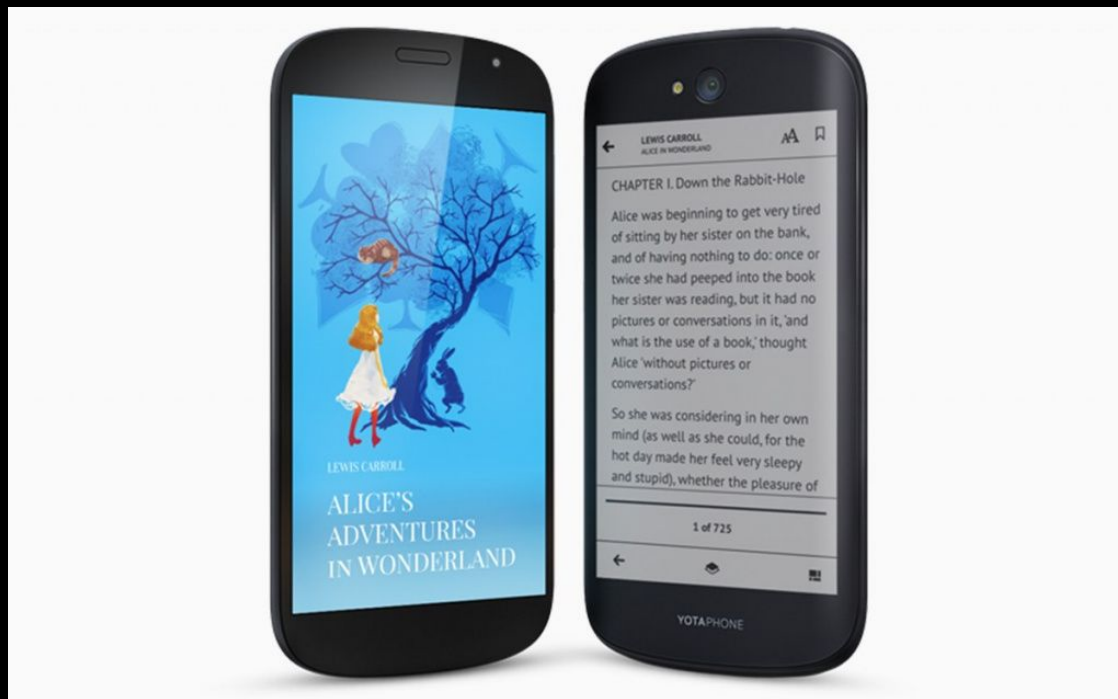 LEWIS CARROLL
ALICE'S
ADVENTURES
IN WONDERLAND
LEWIS CARROLL
ALICE IN WONDERLAND
AA
CHAPTER I. Down the Rabbit-Hole
Alice was beginning to get very tired
of sitting by her sister on the bank,
and of having nothing to do: once or
twice she had peeped into the book
her sister was reading, but it had no
pictures or conversations in it, 'and
what is the use of a book,' thought
Alice 'without pictures or
conversations?'
So she was considering in her own
mind (as well as she could, for the
hot day made her feel very sleepy
and stupid), whether the pleasure of
1 of 725
YOTAPHONE